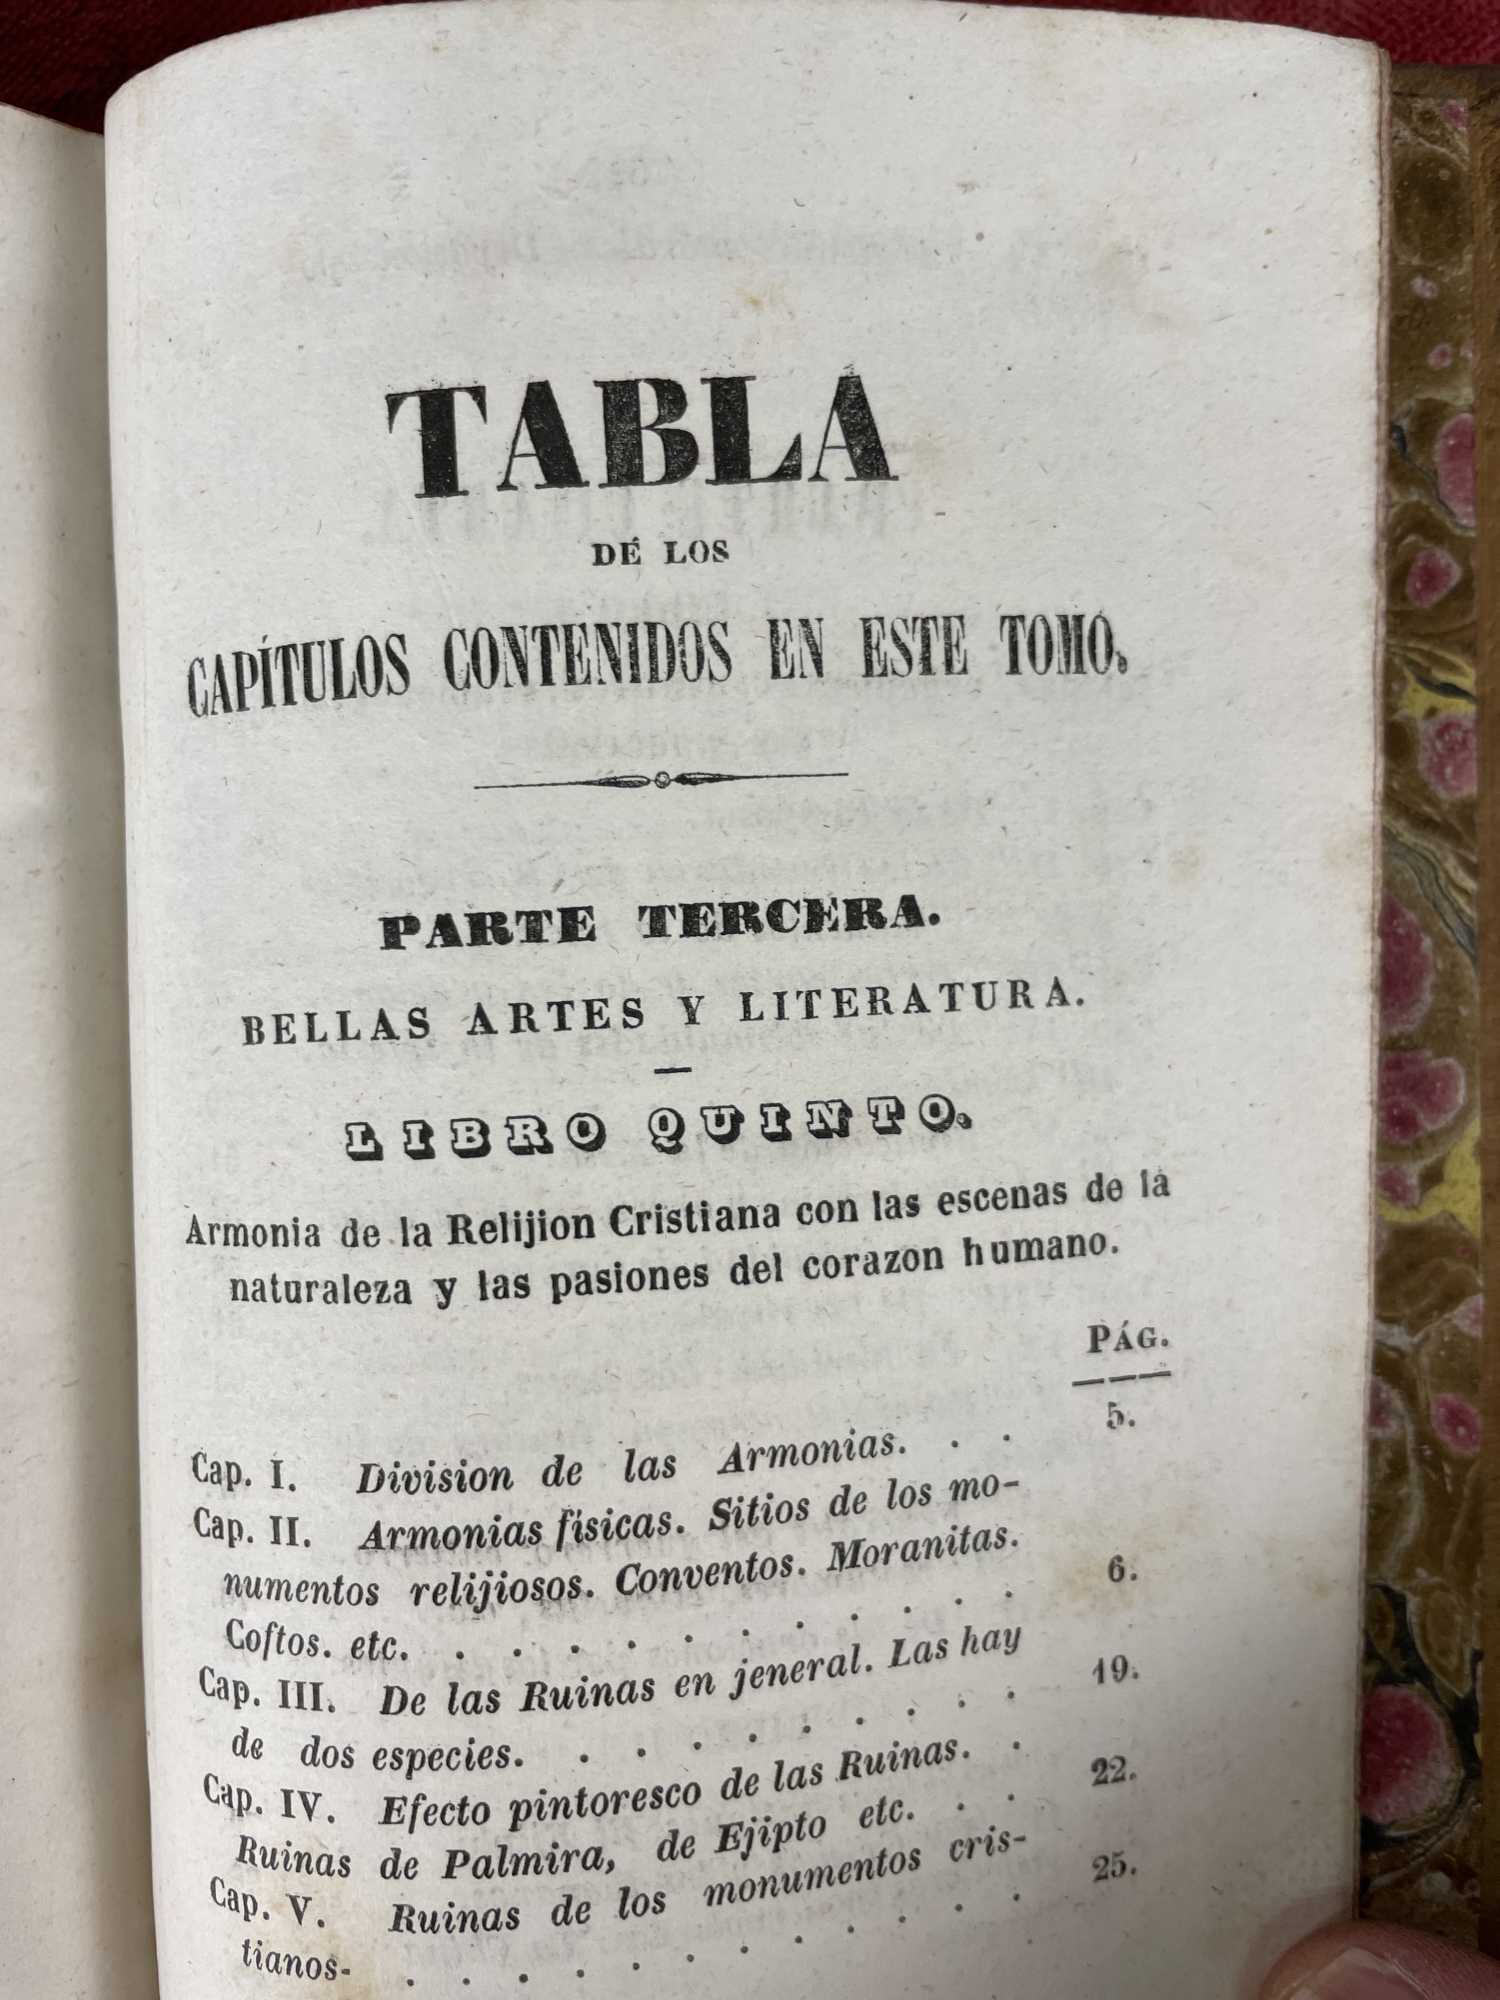 TABLA
DÉ LOS
CAPÍTULOS CONTENIDOS EN ESTE TOMO.
PARTE TERCERA.
BELLAS ARTES Y LITERATURA.
LIBRO QUINTO.
Armonia de la Relijion Cristiana con las escenas de la
naturaleza y las pasiones del corazon humano.
PÁG.
Cap. I. Division de las Armonias. . . 5.
Cap. II. Armonias físicas. Sitios de los mo-
numentos relijiosos. Conventos. Moranitas.
Coftos. etc. . . . . . . . . . . . 6.
Cap. III. De las Ruinas en jeneral. Las hay
de dos especies. . . . . . . . . . 19.
Cap. IV. Efecto pintoresco de las Ruinas. .
Ruinas de Palmira, de Ejipto etc. . . 22.
Cap. V. Ruinas de los monumentos cris-
tianos- . . . . . . . . . . . . 25.